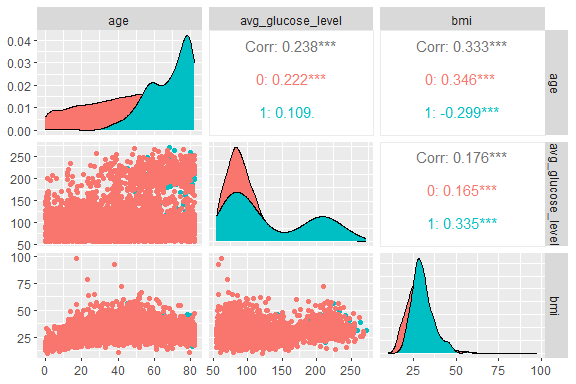 age
avg_glucose_level
bmi
0.04
0.03
0.02
0.01
0.00
Corr: 0.238***
0: 0.222***
1: 0.109.
Corr: 0.333***
0: 0.346***
1: -0.299***
age
250
200
150
100
50
Corr: 0.176***
0: 0.165***
1: 0.335***
avg_glucose_level
100
75
50
25
bmi
0 20 40 60 80
50 100 150 200 250
25 50 75 100